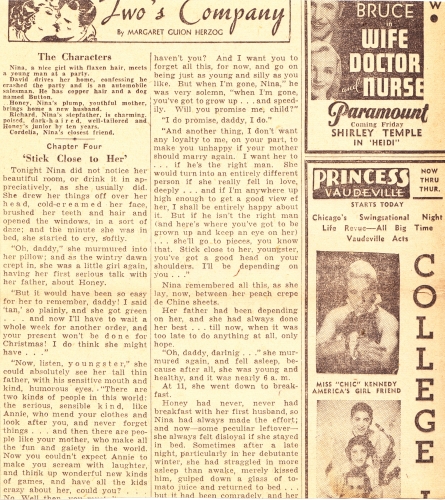 Two's Company
By MARGARET GUION HERZOG
The Characters
Nina, a nice girl with flaxen hair, meets
a young man at a party.
David drives her home, confessing he
crashed the party and is an automobile
salesman. He has copper hair and a dog
named Button.
Honey, Nina's plump, youthful mother,
brings home a new husband.
Richard, Nina's stepfather, is charming,
poised, dark haired, well-tailored and
Honey's junior by ten years.
Cordelia, Nina's closest friend.
Chapter Four
'Stick Close to Her'
Tonight Nina did not notice her
beautiful room, or drink it in ap-
preciatively, as she usually did.
She drew her things off over her
head, cold-creamed her face,
brushed her teeth and hair and
opened the windows, in a sort of
daze; and the minute she was in
bed, she started to cry, softly.
"Oh, daddy," she murmured into
her pillow; and as the wintry dawn
crept in, she was a little girl again,
having her first serious talk with
her father, about Honey.
"But it would have been so easy
for her to remember, daddy! I said
'tan,' so plainly, and she got green
. . . and now I'll have to wait a
whole week for another order, and
your present won't be done for
Christmas! I do think she might
have . . . ."
"Now, listen, youngster," she
could absolutely see her tall thin
father, with his sensitive mouth and
kind, humorous eyes. "There are
two kinds of people in this world:
the serious, sensible kind, like
Annie, who mend your clothes and
look after you, and never forget
things . . . and then there are peo-
ple like your mother, who make all
the fun and gaiety in the world.
Now you couldn't expect Annie to
make you scream with laughter,
and think up wonderful new kinds
of games, and have all the kids
crazy about her, could you? . .
haven't you? And I want you to
forget all this, for now, and go on
being just as young and silly as you
like. But when I'm gone, Nina," he
was very solemn, "when I'm gone,
you've got to grow up . . . and speed-
ily. Will you promise me, child?"
"I do promise, daddy, I do."
"And another thing, I don't want
any loyalty to me, on your part, to
make you unhappy if your mother
should marry again. I want her to
. . . if he's the right man. She
would turn into an entirely different
person if she really fell in love,
deeply . . . and if I'm anywhere up
high enough to get a good view of
her, I shall be entirely happy about
it. But if he isn't the right man
(and here's where you've got to be
grown up and keep an eye on her)
. . . she'll go to pieces, you know
that. Stick close to her, youngster,
you've got a good head on your
shoulders. I'll be depending on
you . . ."
Nina remembered all this, as she
lay, now, between her peach crepe
de Chine sheets.
Her father had been depending
on her, and she had always done
her best . . . till now, when it was
too late to do anything at all, only
hope.
"Oh, daddy, darlnig . . ." she mur-
mured again, and fell asleep, be-
cause after all, she was young and
healthy, and it was nearly 6 a. m.
At 11, she went down to break-
fast.
Honey had never, never had
breakfast with her first husband, so
Nina had always made the effort;
and now—some peculiar leftover—
she always felt disloyal if she stayed
in bed. Sometimes after a late
night, particularly in her debutante
winter, she had straggled in more
asleep than awake, merely kissed
him, gulped down a glass of to-
mato juice and returned to bed . . .
but it had been comradely, and her
BRUCE
in
WIFE
DOCTOR
and
NURSE
Paramount
Coming Friday
SHIRLEY TEMPLE
IN 'HEIDI'
PRINCESS
VAUDEVILLE
NOW
THRU
THUR.
STARTS TODAY
Chicago's Swingsational Night
Life Revue—All Big Time
Vaudeville Acts
MISS "CHIC" KENNEDY
AMERICA'S GIRL FRIEND
COLLEGE